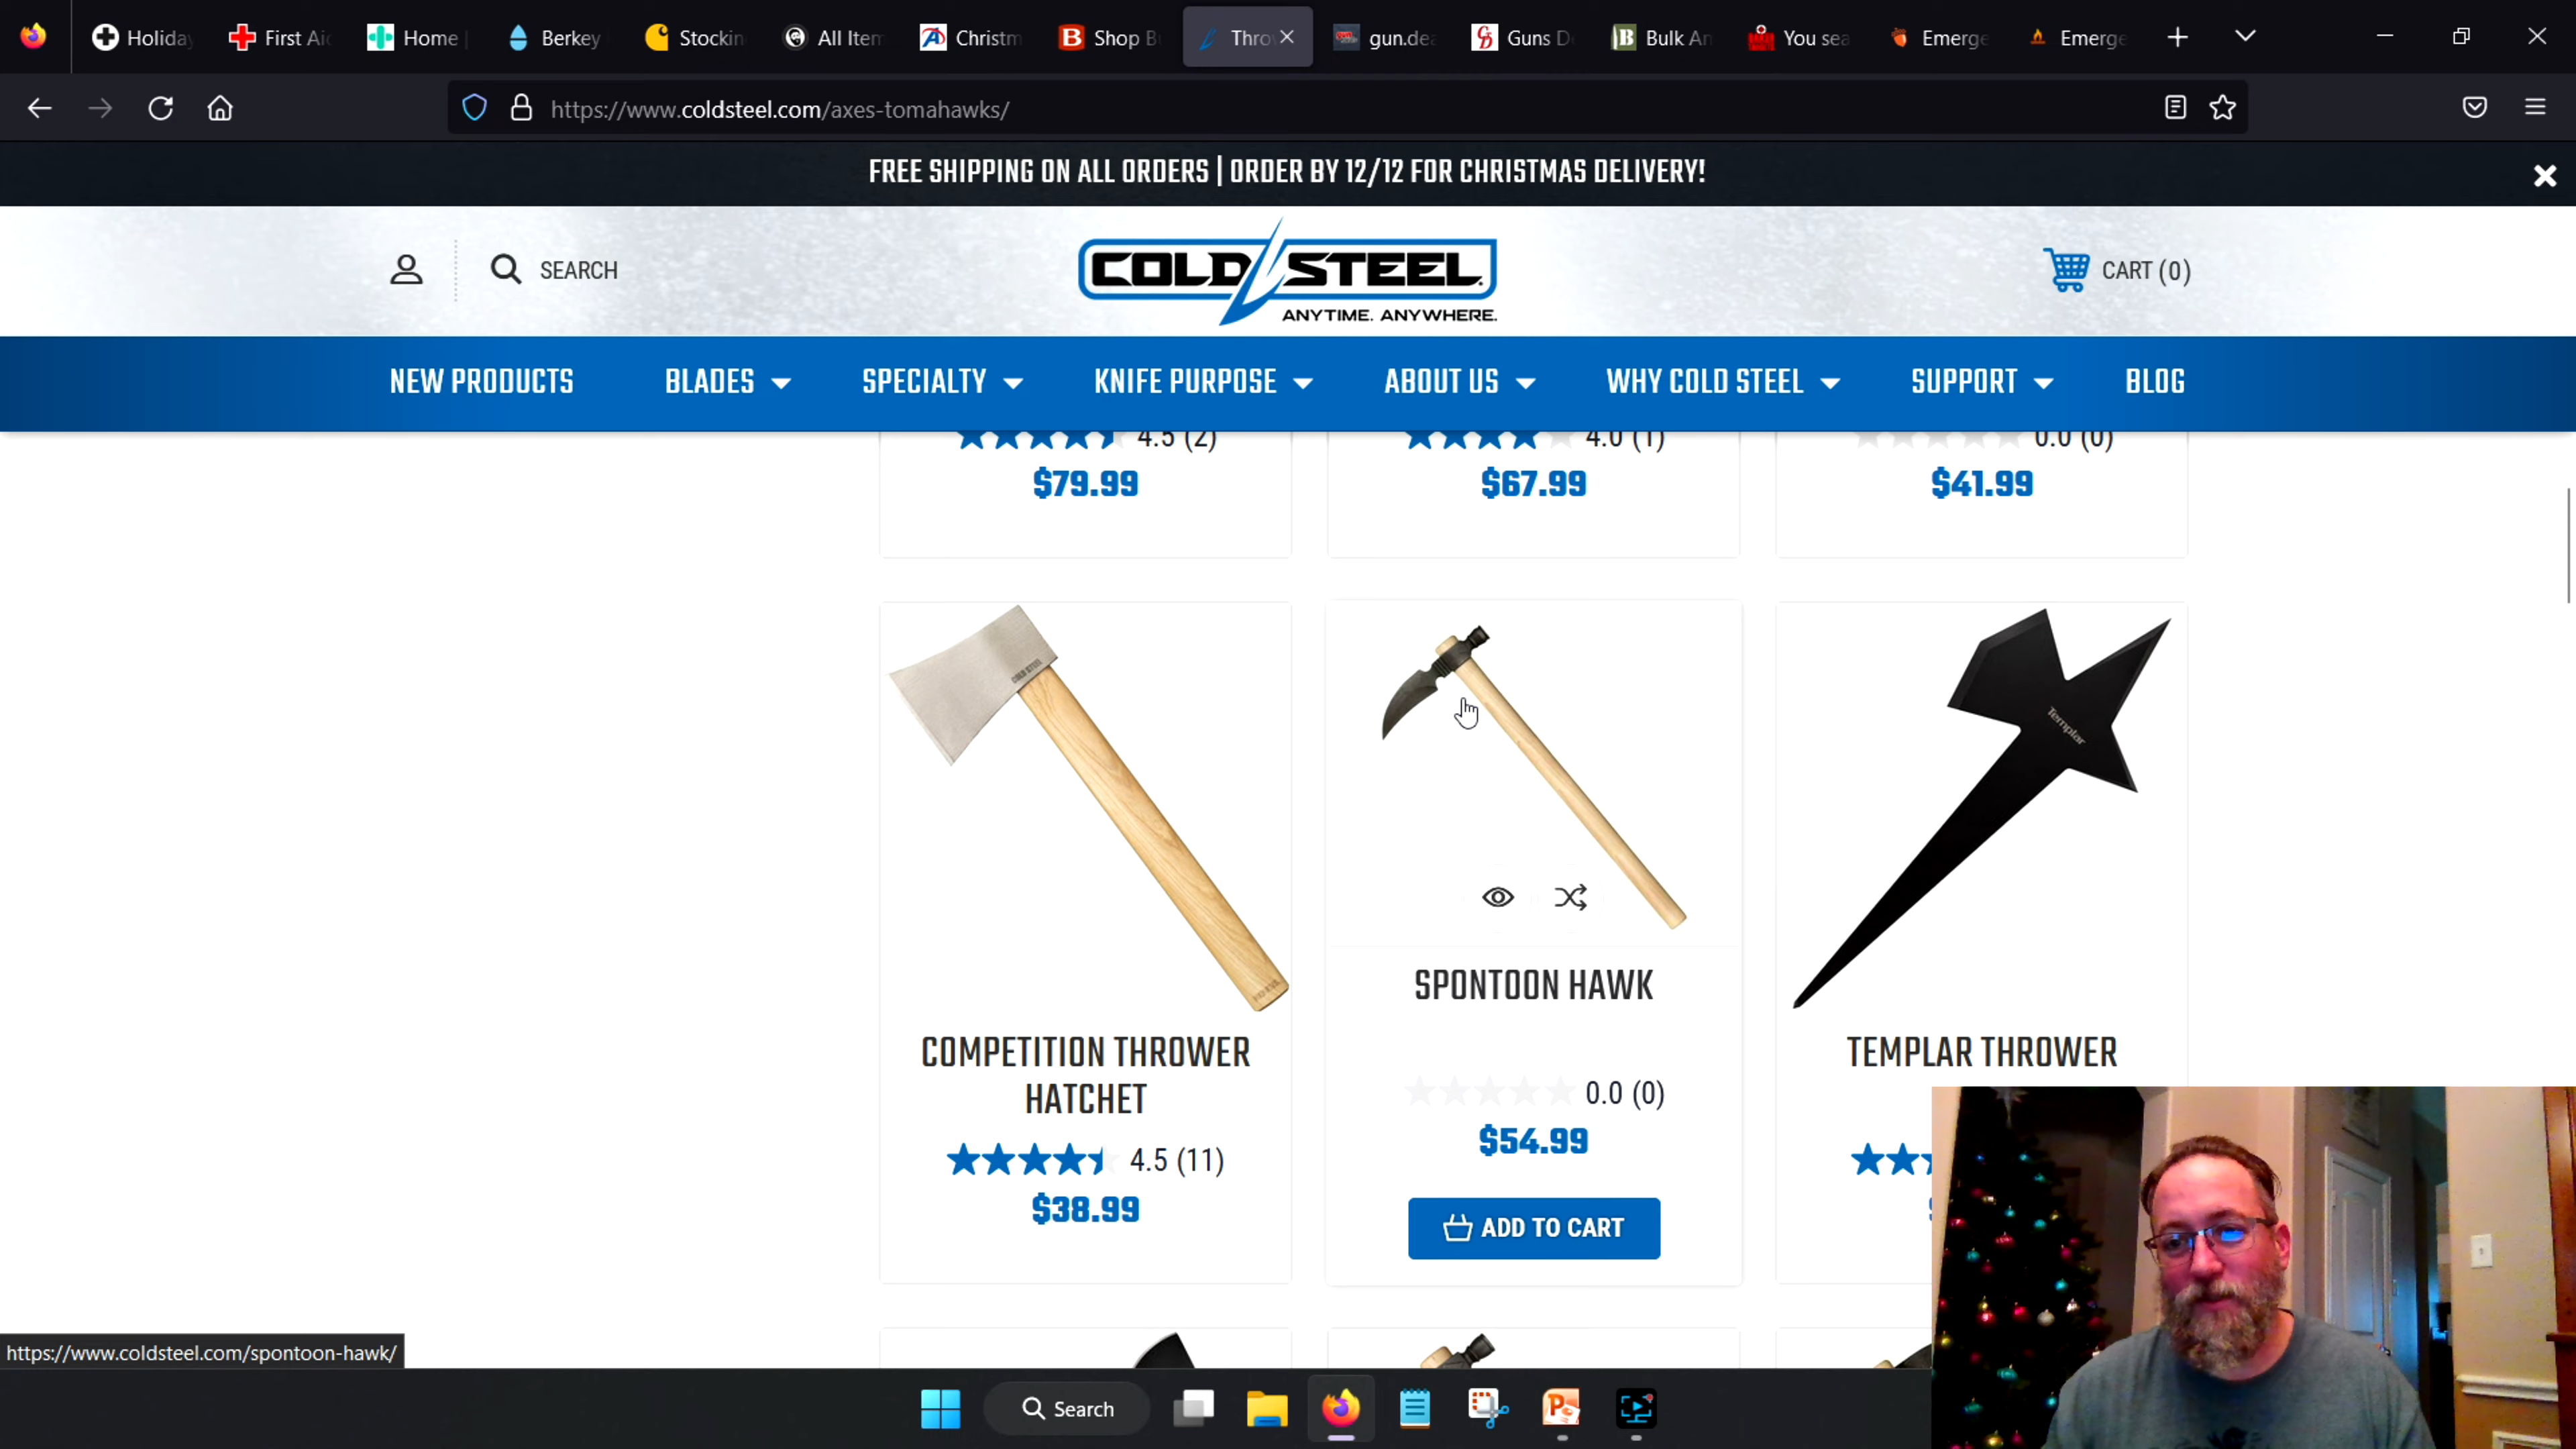 Holiday
First Aid
Home |
Berkey
Stockin
All Item
Christm
Shop B
Thro
gun.dea
Guns D
Bulk Am
You sea
Emerge
Emerge
https://www.coldsteel.com/axes-tomahawks/
FREE SHIPPING ON ALL ORDERS | ORDER BY 12/12 FOR CHRISTMAS DELIVERY!
SEARCH
COLD STEEL
ANYTIME. ANYWHERE.
CART (0)
NEW PRODUCTS
BLADES
SPECIALTY
KNIFE PURPOSE
ABOUT US
WHY COLD STEEL
SUPPORT
BLOG
4.5 (2)
4.0 (1)
0.0 (0)
$79.99
$67.99
$41.99
COLD STEEL
Templar
COMPETITION THROWER
HATCHET
4.5 (11)
$38.99
SPONTOON HAWK
0.0 (0)
$54.99
ADD TO CART
TEMPLAR THROWER
https://www.coldsteel.com/spontoon-hawk/
Search